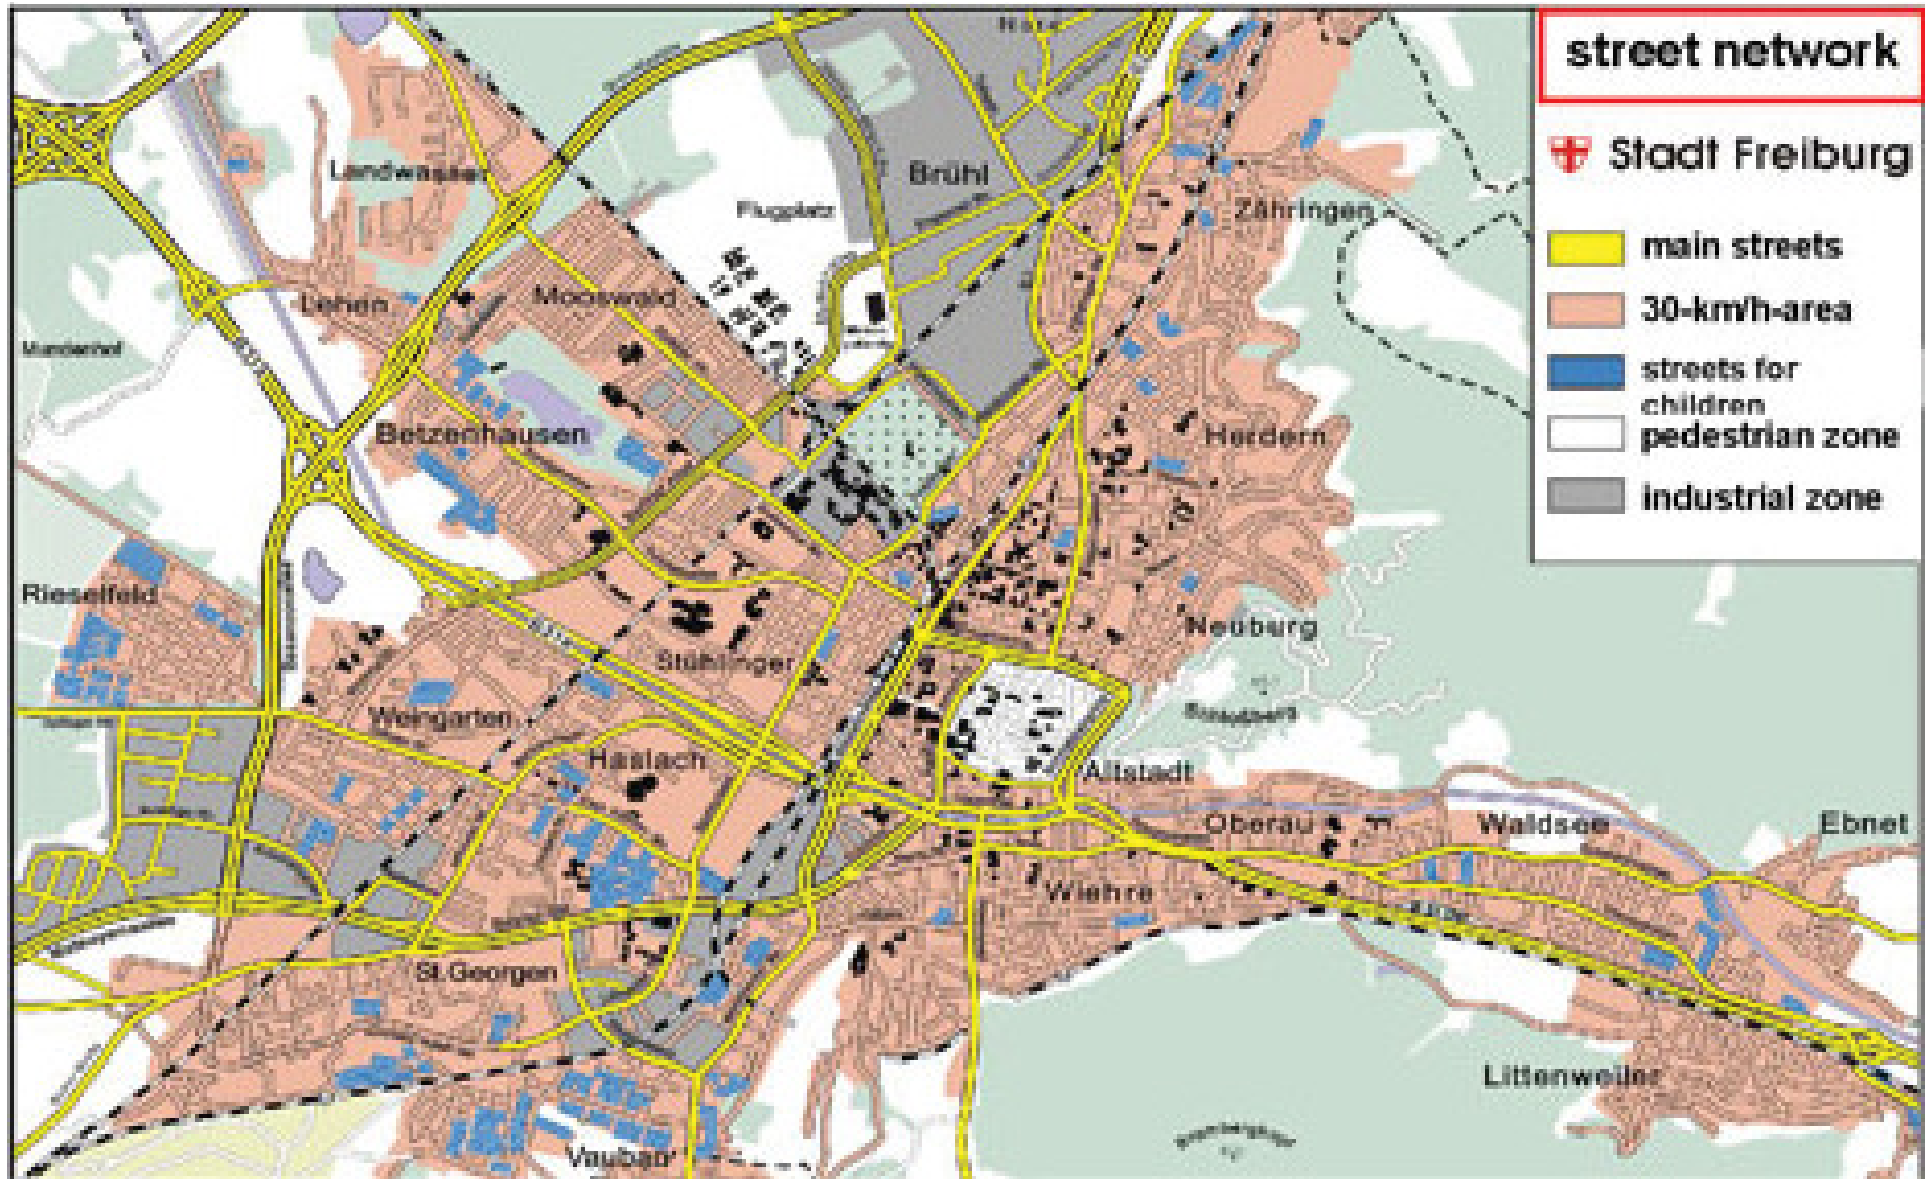 street network
Stadt Freiburg
main streets
30-km/h-area
streets for
children
pedestrian zone
industrial zone
Landwasser
Brühl
Flugplatz
Zähringen
Lehen
Mooswald
Mundenhof
Betzenhausen
Herdern
Rieselfeld
Neuburg
Stühlinger
Weingarten
Schlossberg
Haslach
Altstadt
Oberau
Waldsee
Ebnet
Wiehre
St.Georgen
Littenweiler
Vauban